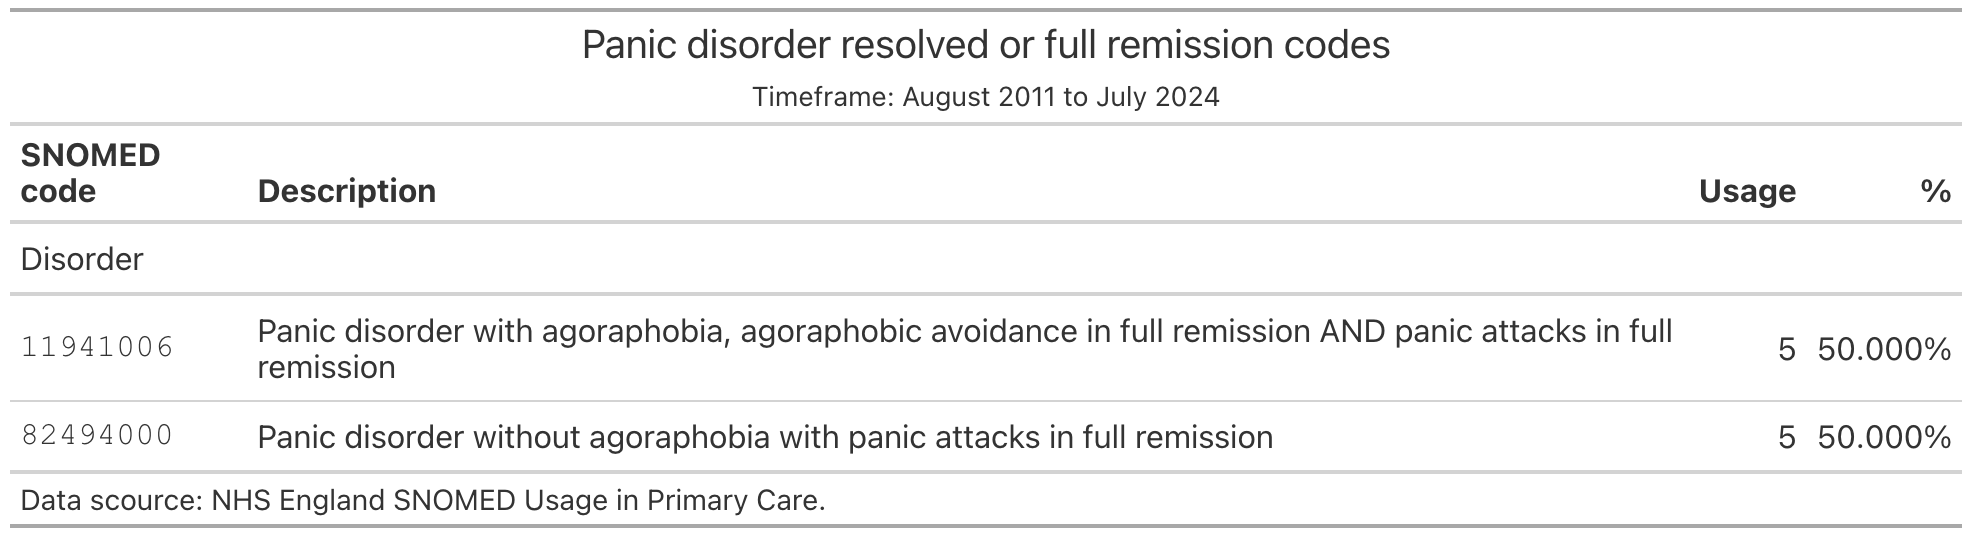 Panic disorder resolved or full remission codes
Timeframe: August 2011 to July 2024
SNOMED
code Description Usage %
Disorder
11941006 Panic disorder with agoraphobia, agoraphobic avoidance in full remission AND panic attacks in full
remission 5 50.000%
82494000 Panic disorder without agoraphobia with panic attacks in full remission 5 50.000%
Data scource: NHS England SNOMED Usage in Primary Care.